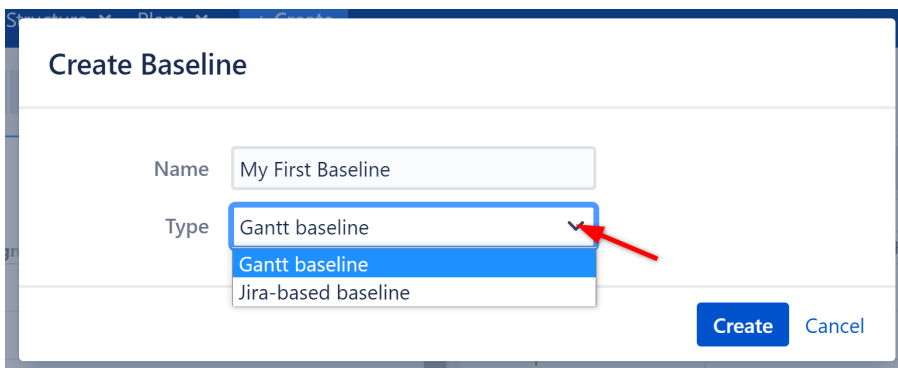 Structure Plans + Create
Create Baseline
Name My First Baseline
Type Gantt baseline
Gantt baseline
Jira-based baseline
Create Cancel